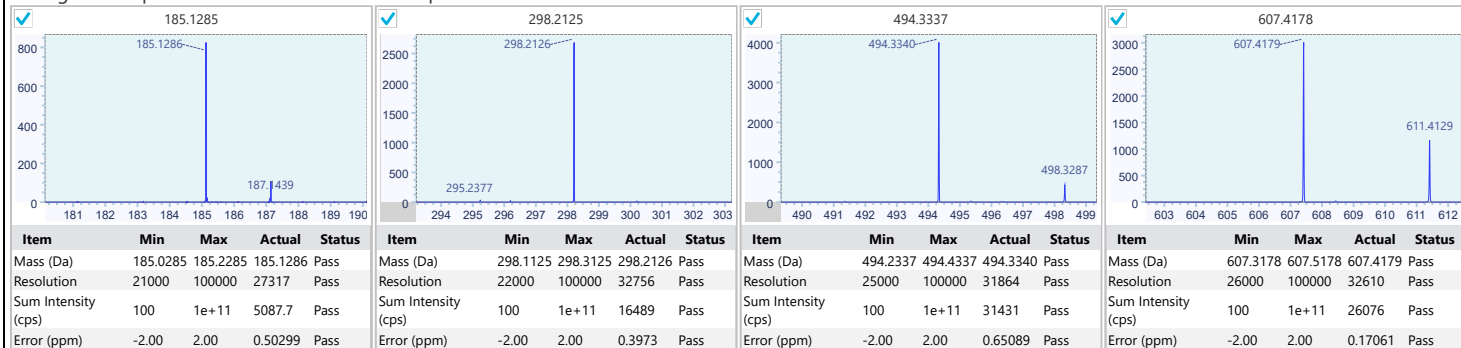 185.1285
298.2125
494.3337
607.4178
800
600
400
200
0
185.1286
187.1439
181 182 183 184 185 186 187 188 189 190
2500
2000
1500
1000
500
0
298.2126
295.2377
294 295 296 297 298 299 300 301 302 303
4000
3000
2000
1000
0
494.3340
498.3287
490 491 492 493 494 495 496 497 498 499
3000
2500
2000
1500
1000
500
0
607.4179
611.4129
603 604 605 606 607 608 609 610 611 612
Item Min Max Actual Status
Mass (Da) 185.0285 185.2285 185.1286 Pass
Resolution 21000 100000 27317 Pass
Sum Intensity (cps) 100 1e+11 5087.7 Pass
Error (ppm) -2.00 2.00 0.50299 Pass
Item Min Max Actual Status
Mass (Da) 298.1125 298.3125 298.2126 Pass
Resolution 22000 100000 32756 Pass
Sum Intensity (cps) 100 1e+11 16489 Pass
Error (ppm) -2.00 2.00 0.3973 Pass
Item Min Max Actual Status
Mass (Da) 494.2337 494.4337 494.3340 Pass
Resolution 25000 100000 31864 Pass
Sum Intensity (cps) 100 1e+11 31431 Pass
Error (ppm) -2.00 2.00 0.65089 Pass
Item Min Max Actual Status
Mass (Da) 607.3178 607.5178 607.4179 Pass
Resolution 26000 100000 32610 Pass
Sum Intensity (cps) 100 1e+11 26076 Pass
Error (ppm) -2.00 2.00 0.17061 Pass